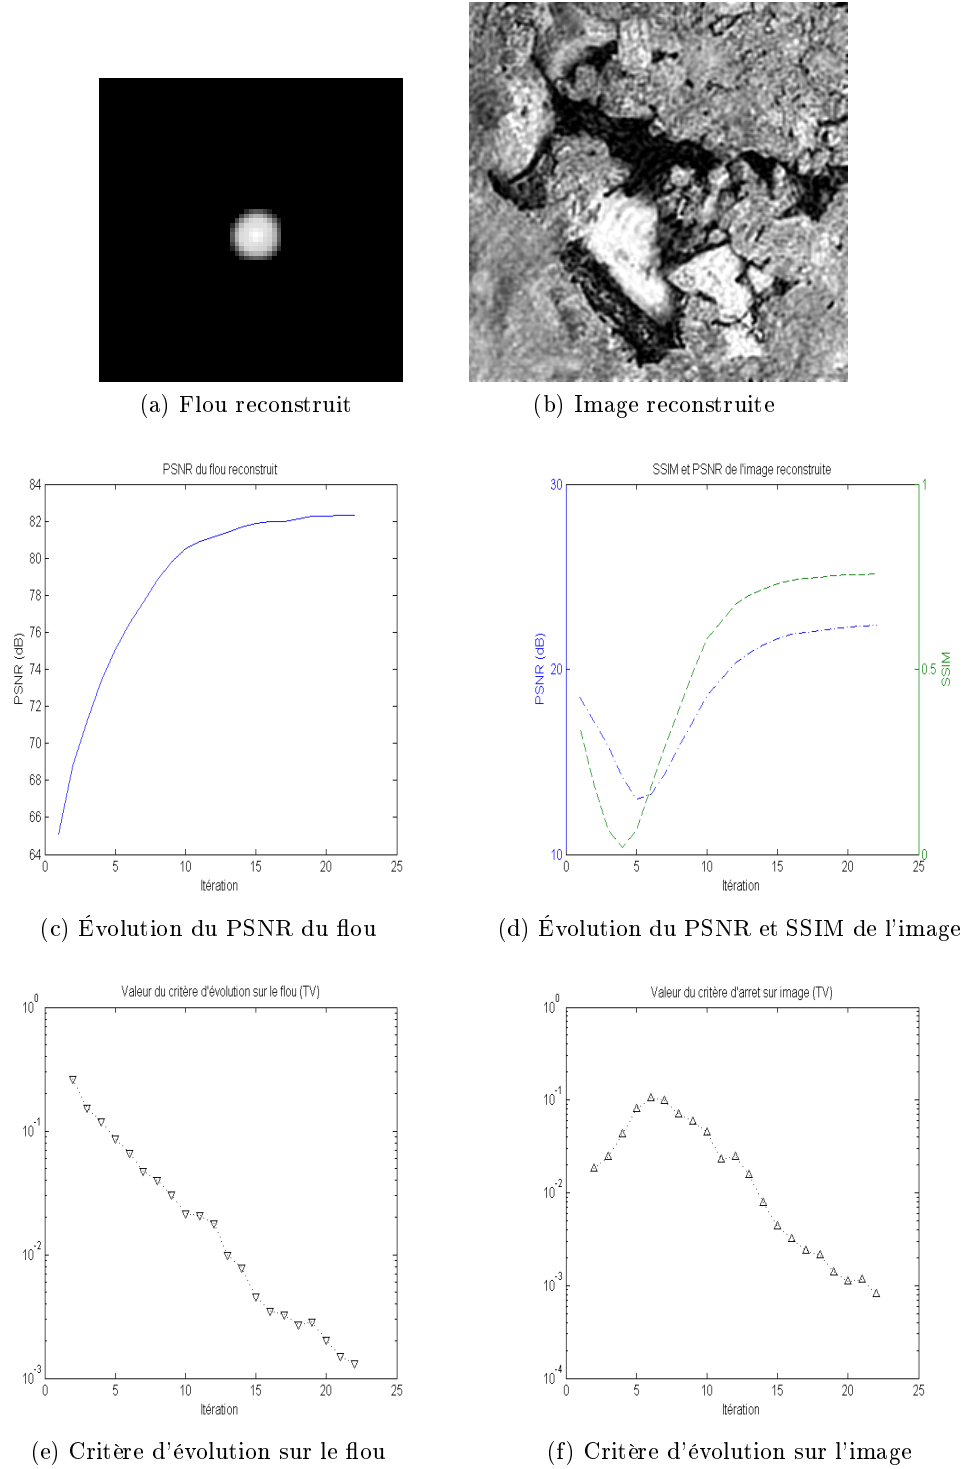 (a) Flou reconstruit
(b) Image reconstruite
PSNR du flou reconstruit
84
82
80
78
76
74
72
70
68
66
64
PSNR (dB)
0 5 10 15 20 25
Itération
SSIM et PSNR de l'image reconstruite
30
20
10
PSNR (dB)
1
0.5
0
SSIM
0 5 10 15 20 25
Itération
(c) Évolution du PSNR du flou
(d) Évolution du PSNR et SSIM de l'image
Valeur du critère d'évolution sur le flou (TV)
10^0
10^-1
10^-2
10^-3
0 5 10 15 20 25
Itération
Valeur du critère d'arret sur image (TV)
10^0
10^-1
10^-2
10^-3
10^-4
0 5 10 15 20 25
Itération
(e) Critère d'évolution sur le flou
(f) Critère d'évolution sur l'image